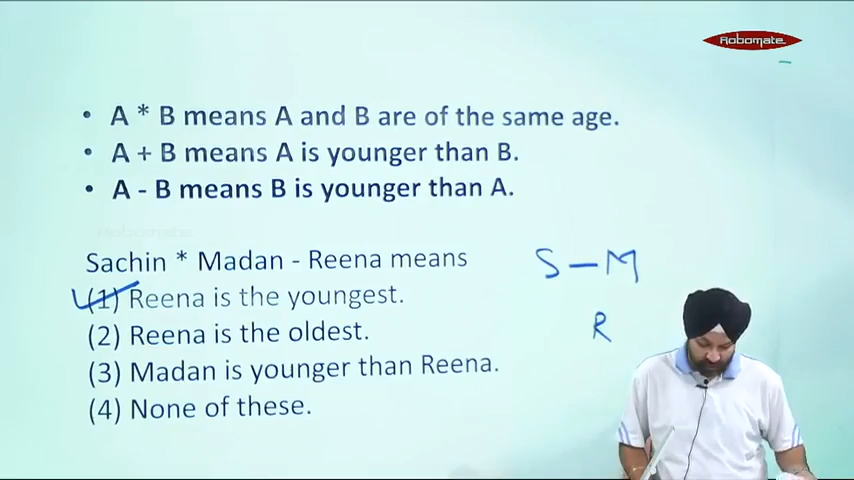 Robomate
• A * B means A and B are of the same age.
• A + B means A is younger than B.
• A - B means B is younger than A.
Sachin * Madan - Reena means
S – M
(1) Reena is the youngest.
(2) Reena is the oldest.
R
(3) Madan is younger than Reena.
(4) None of these.